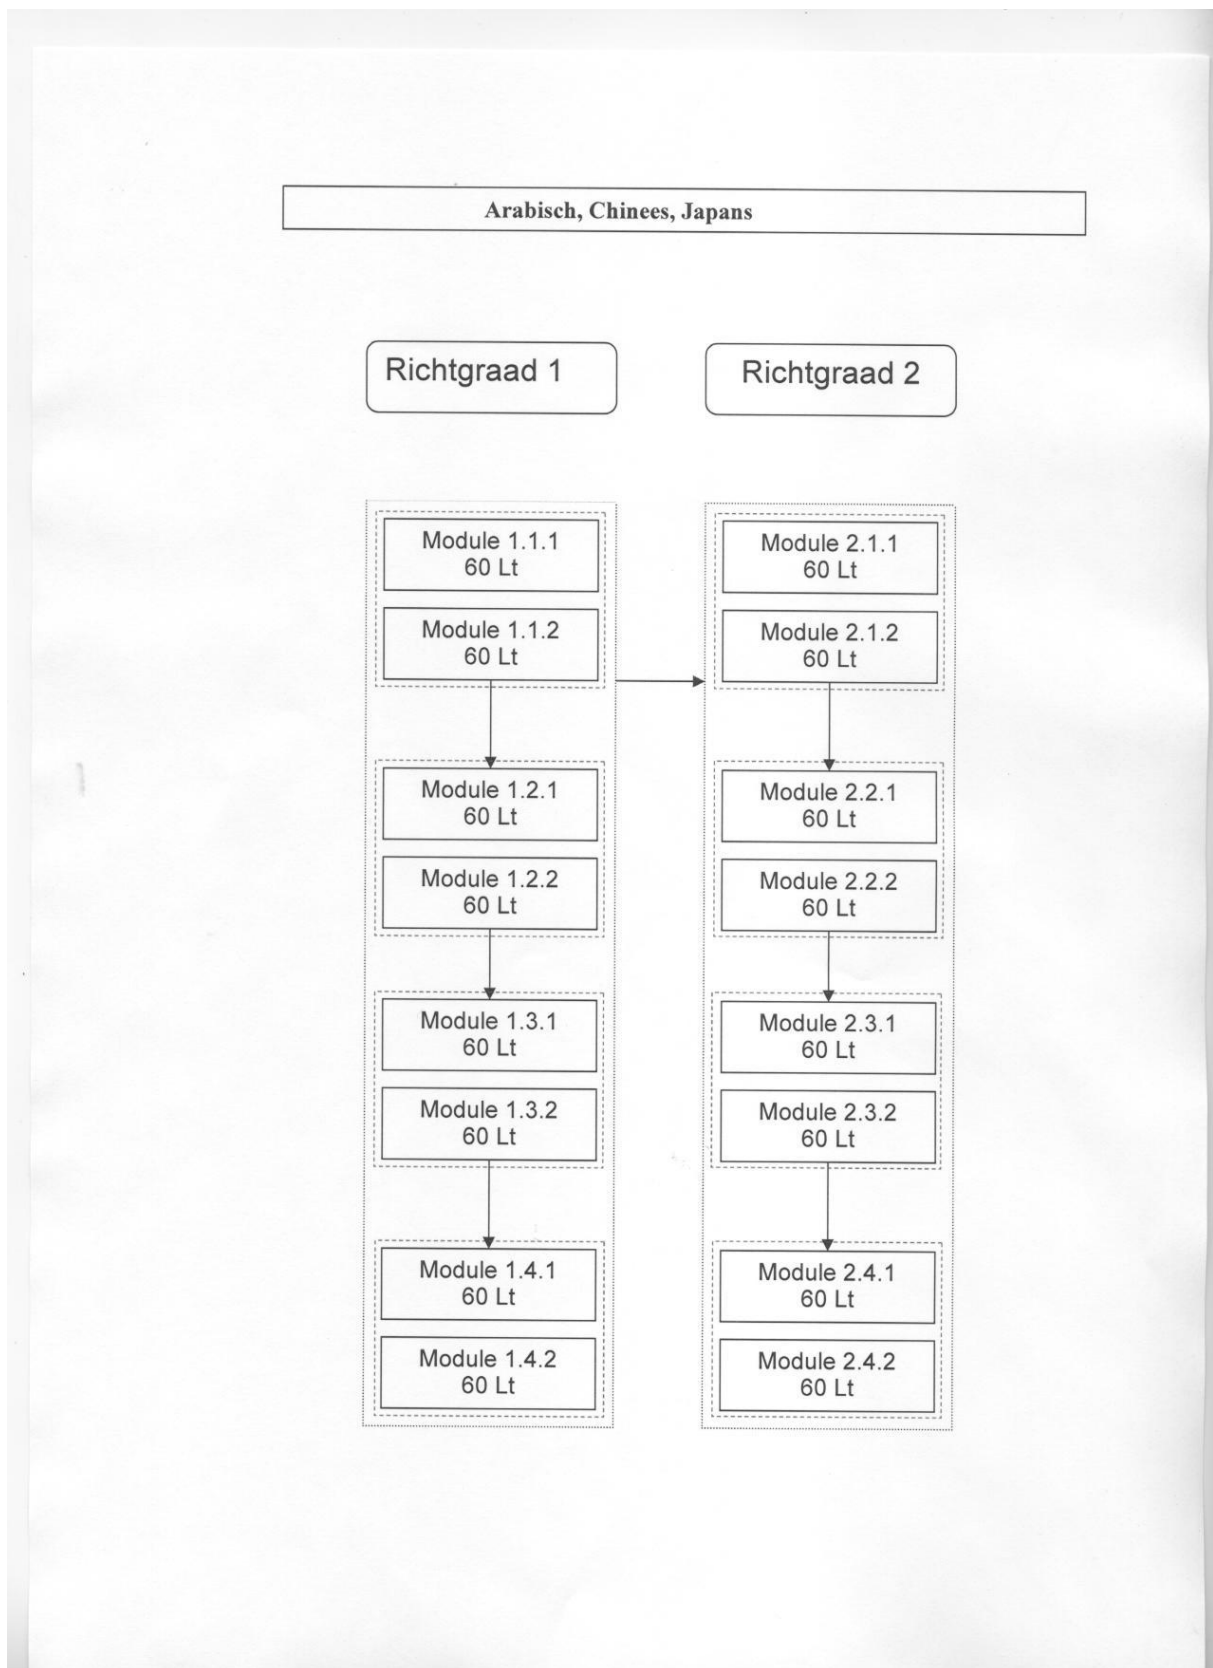 Arabisch, Chinees, Japans
Richtgraad 1
Richtgraad 2
Module 1.1.1
60 Lt
Module 1.1.2
60 Lt
Module 1.2.1
60 Lt
Module 1.2.2
60 Lt
Module 1.3.1
60 Lt
Module 1.3.2
60 Lt
Module 1.4.1
60 Lt
Module 1.4.2
60 Lt
Module 2.1.1
60 Lt
Module 2.1.2
60 Lt
Module 2.2.1
60 Lt
Module 2.2.2
60 Lt
Module 2.3.1
60 Lt
Module 2.3.2
60 Lt
Module 2.4.1
60 Lt
Module 2.4.2
60 Lt